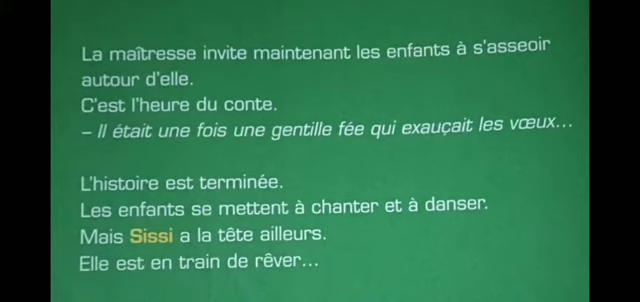 La maîtresse invite maintenant les enfants à s'asseoir
autour d'elle.
C'est l'heure du conte.
– Il était une fois une gentille fée qui exauçait les vœux...
L'histoire est terminée.
Les enfants se mettent à chanter et à danser.
Mais Sissi a la tête ailleurs.
Elle est en train de rêver...